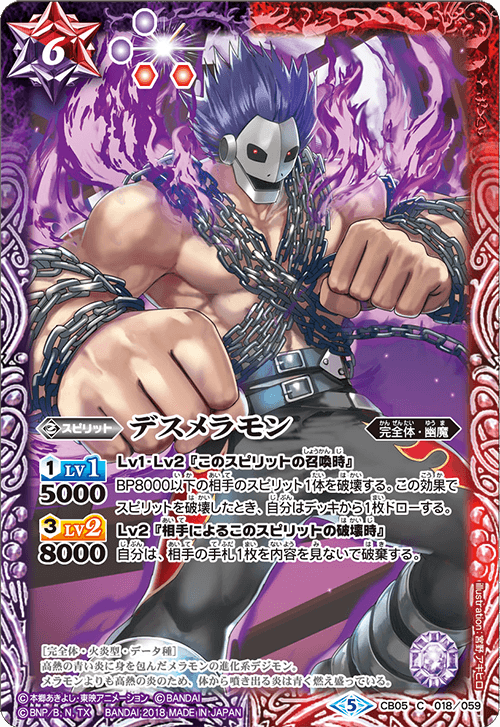 6
スピリット
デスメラモン
完全体・幽魔
1 LV1
5000
Lv1・Lv2『このスピリットの召喚時』
BP8000以下の相手のスピリット1体を破壊する。この効果で
スピリットを破壊したとき、自分はデッキから1枚ドローする。
3 LV2
8000
Lv2『相手によるこのスピリットの破壊時』
自分は、相手の手札1枚を内容を見ないで破棄する。
[完全体・火炎型・データ種]
高熱の青い炎に身を包んだメラモンの進化系デジモン。
メラモンよりも高熱の炎のため、体から噴き出る炎は青く燃え盛っている。
©本郷あきよし・東映アニメーション ©BANDAI
©BNP/B・N, TX BANDAI 2018 MADE IN JAPAN
5
CB05 C 018/059
illustration:宮野アキヒロ